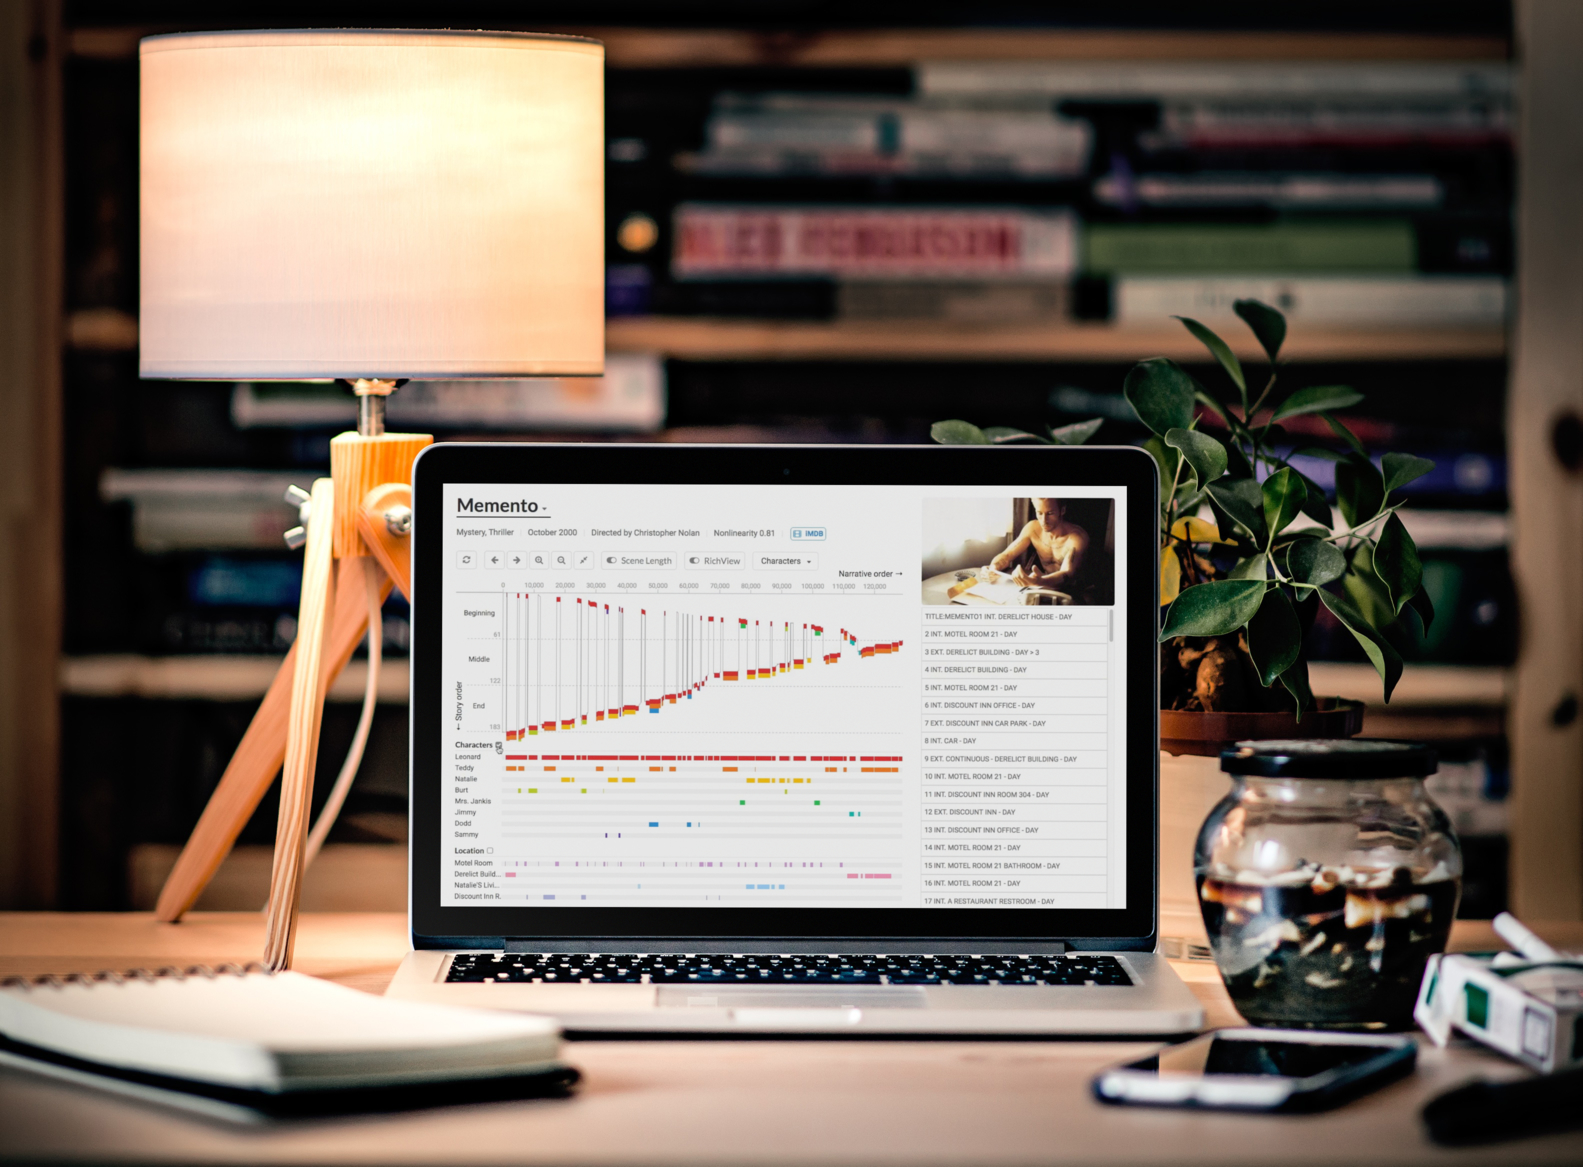 ALEX FERGUSON
Memento
Mystery, Thriller October 2000 Directed by Christopher Nolan Nonlinearity 0.81 IMDB
Scene Length RichView Characters
Narrative order →
0 10,000 20,000 30,000 40,000 50,000 60,000 70,000 80,000 90,000 100,000 110,000 120,000
Beginning
61
Middle
122
End
183
← Story order
Characters
Leonard
Teddy
Natalie
Burt
Mrs. Jankis
Jimmy
Dodd
Sammy
Location
Motel Room
Derelict Build...
Natalie'S Livi...
Discount Inn R.
TITLE:MEMENTO1 INT. DERELICT HOUSE - DAY
2 INT. MOTEL ROOM 21 - DAY
3 EXT. DERELICT BUILDING - DAY > 3
4 INT. DERELICT BUILDING - DAY
5 INT. MOTEL ROOM 21 - DAY
6 INT. DISCOUNT INN OFFICE - DAY
7 EXT. DISCOUNT INN CAR PARK - DAY
8 INT. CAR - DAY
9 EXT. CONTINUOUS - DERELICT BUILDING - DAY
10 INT. MOTEL ROOM 21 - DAY
11 INT. DISCOUNT INN ROOM 304 - DAY
12 EXT. DISCOUNT INN - DAY
13 INT. DISCOUNT INN OFFICE - DAY
14 INT. MOTEL ROOM 21 - DAY
15 INT. MOTEL ROOM 21 BATHROOM - DAY
16 INT. MOTEL ROOM 21 - DAY
17 INT. A RESTAURANT RESTROOM - DAY